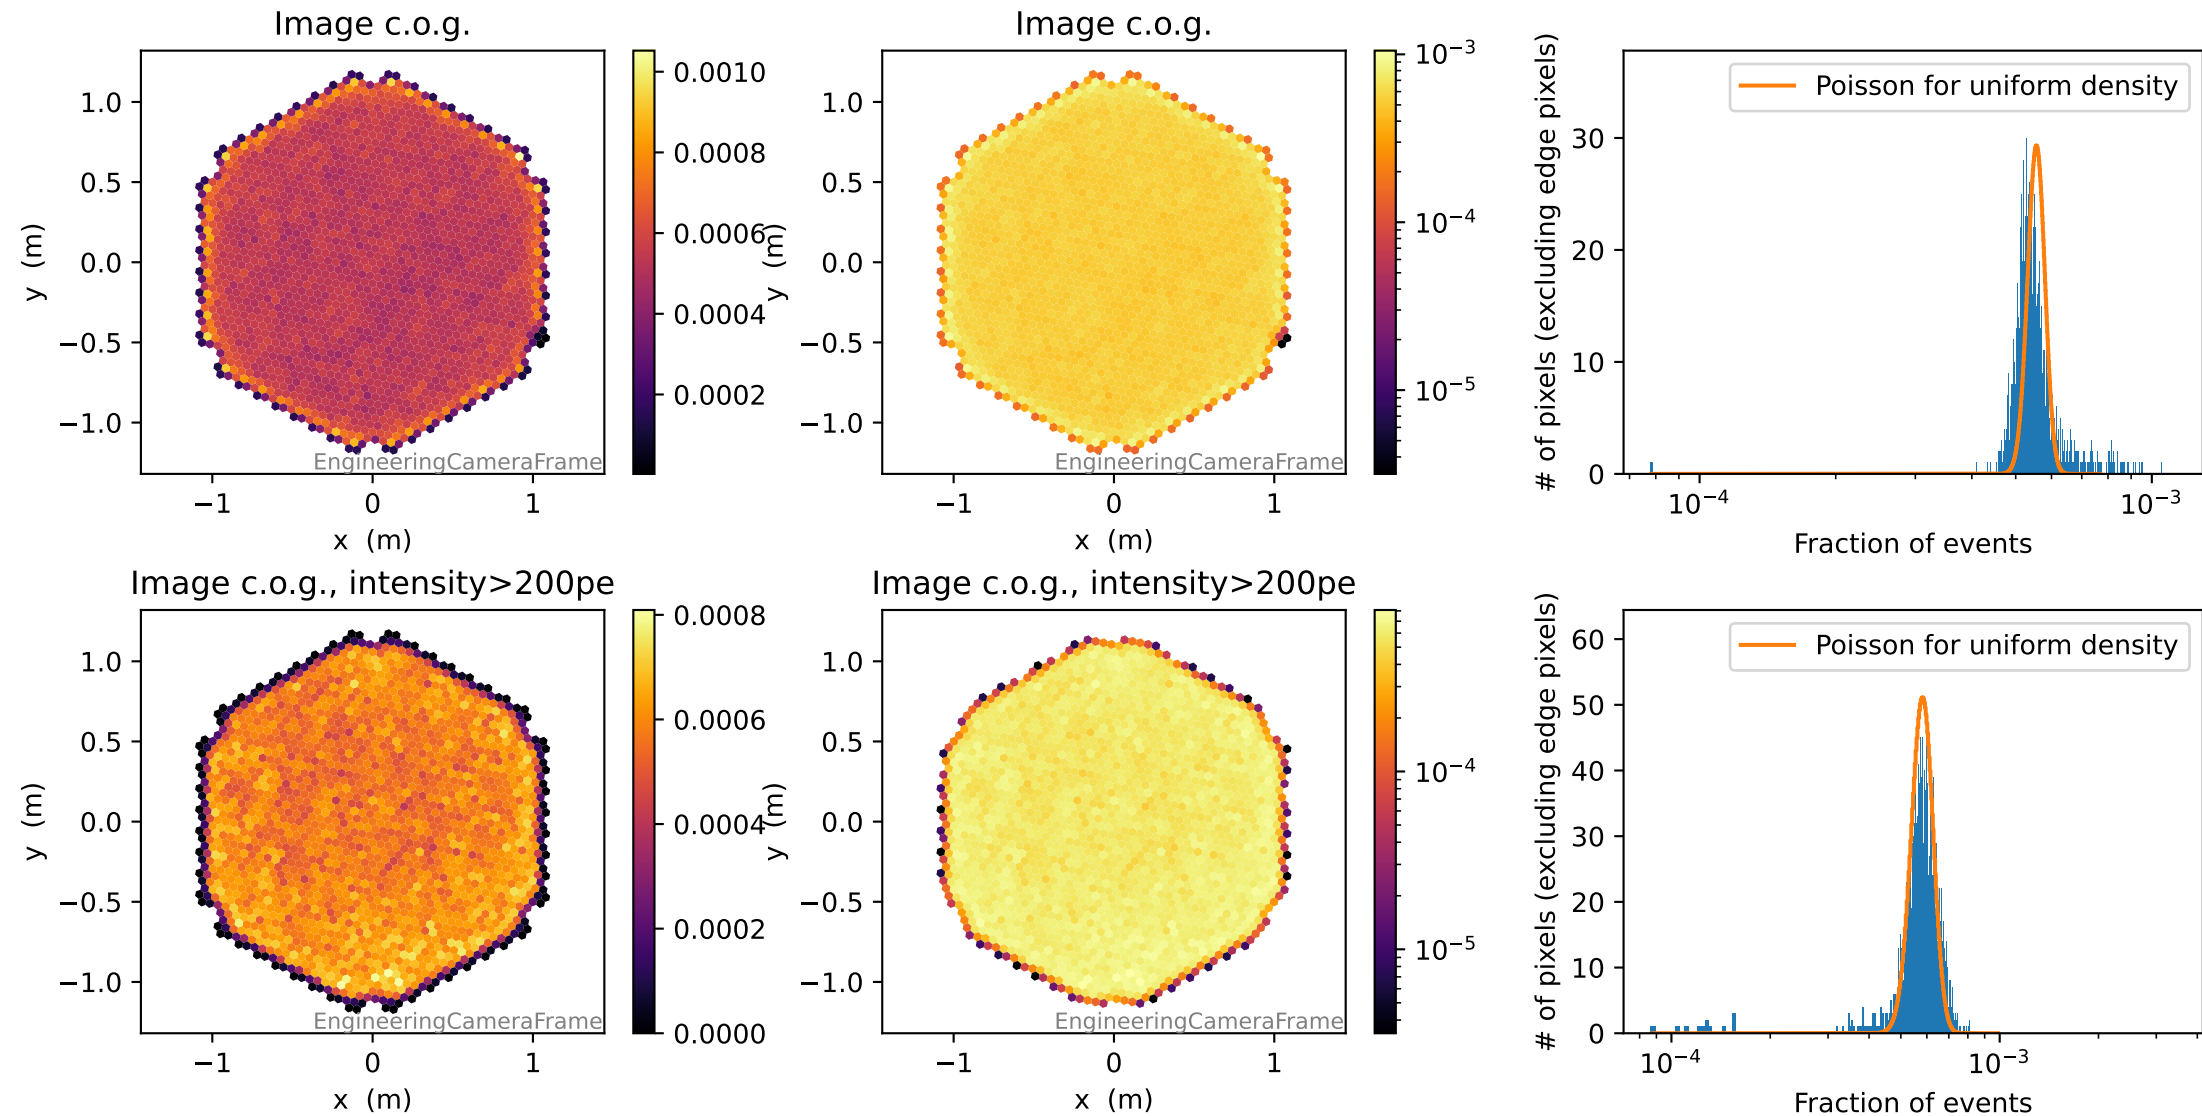 Image c.o.g.
y (m)
1.0
0.5
0.0
−0.5
−1.0
−1
0
1
x (m)
EngineeringCameraFrame
0.0010
0.0008
0.0006
0.0004
0.0002
Image c.o.g.
y (m)
1.0
0.5
0.0
−0.5
−1.0
−1
0
1
x (m)
EngineeringCameraFrame
10⁻³
10⁻⁴
10⁻⁵
# of pixels (excluding edge pixels)
30
20
10
0
Poisson for uniform density
10⁻⁴
10⁻³
Fraction of events
Image c.o.g., intensity>200pe
y (m)
1.0
0.5
0.0
−0.5
−1.0
−1
0
1
x (m)
EngineeringCameraFrame
0.0008
0.0006
0.0004
0.0002
0.0000
Image c.o.g., intensity>200pe
y (m)
1.0
0.5
0.0
−0.5
−1.0
−1
0
1
x (m)
EngineeringCameraFrame
10⁻⁴
10⁻⁵
# of pixels (excluding edge pixels)
60
50
40
30
20
10
0
Poisson for uniform density
10⁻⁴
10⁻³
Fraction of events